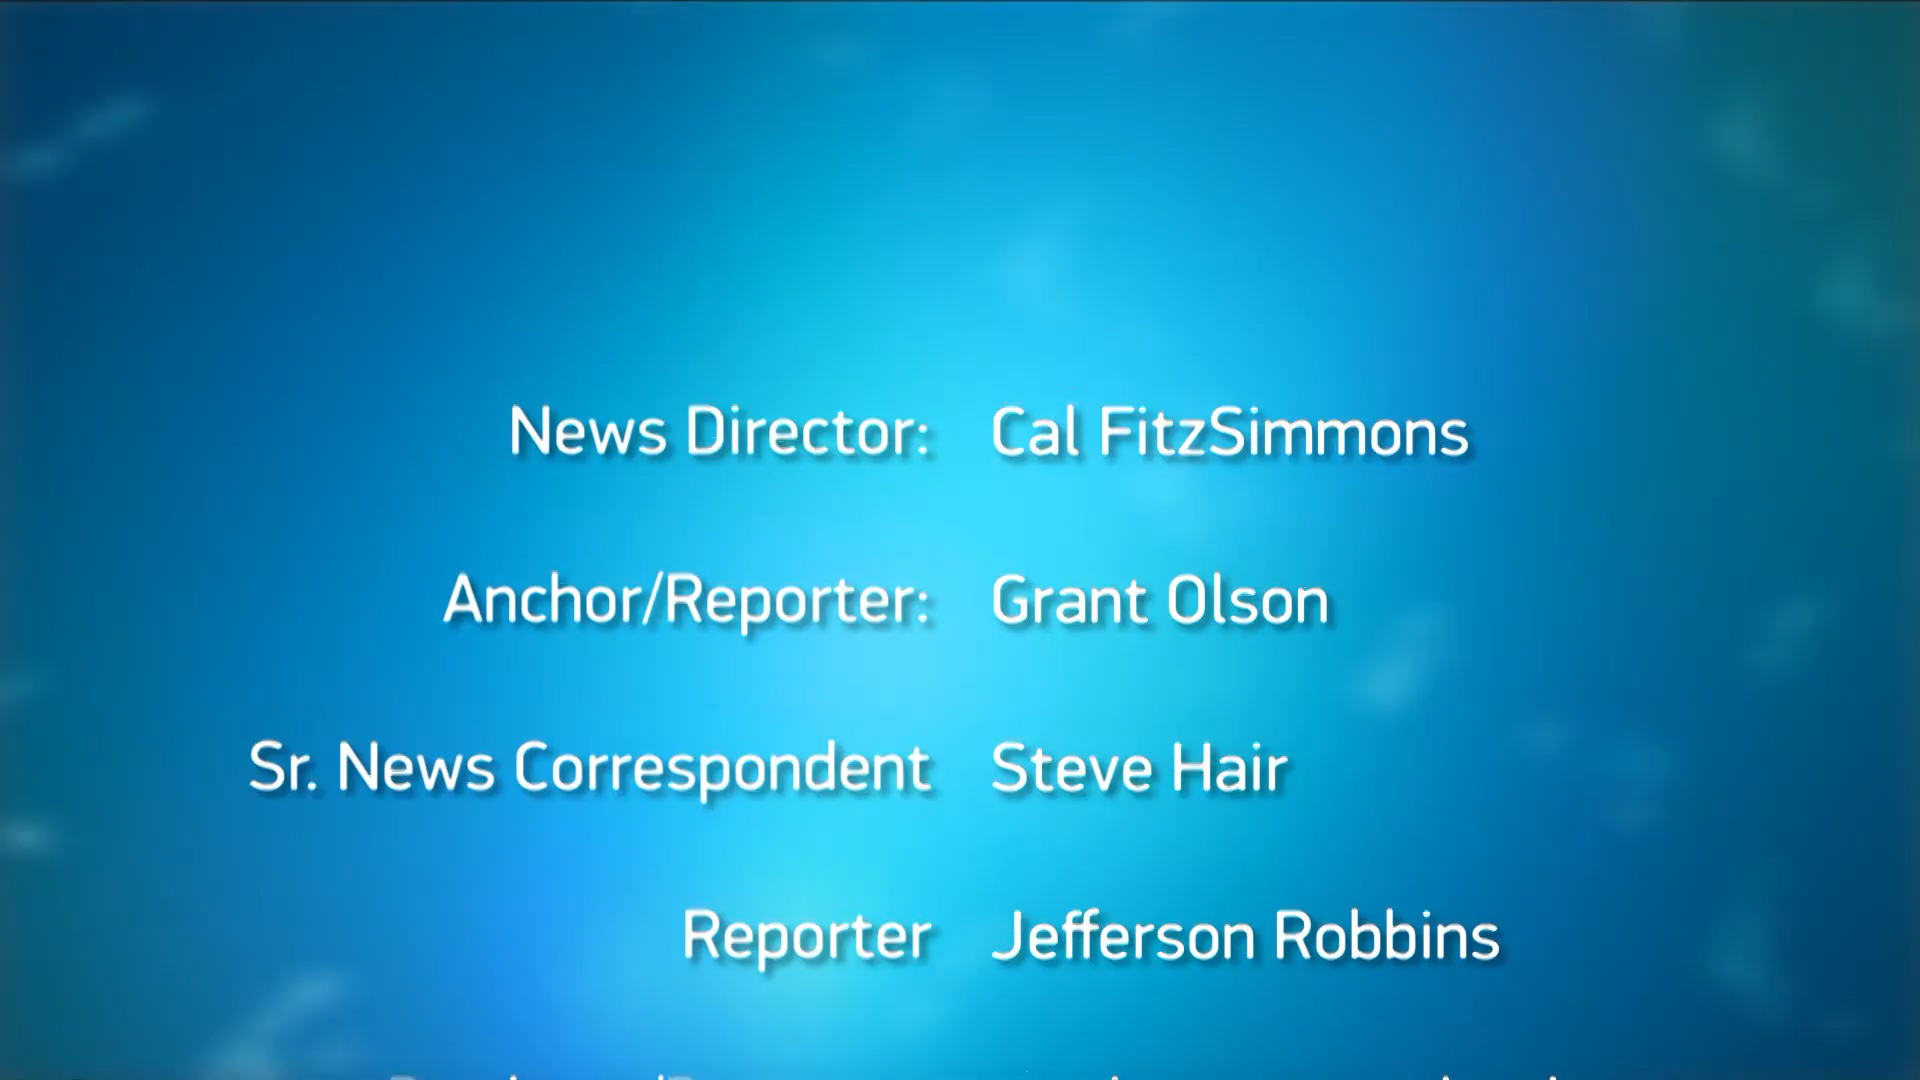 News Director: Cal FitzSimmons
Anchor/Reporter: Grant Olson
Sr. News Correspondent Steve Hair
Reporter Jefferson Robbins